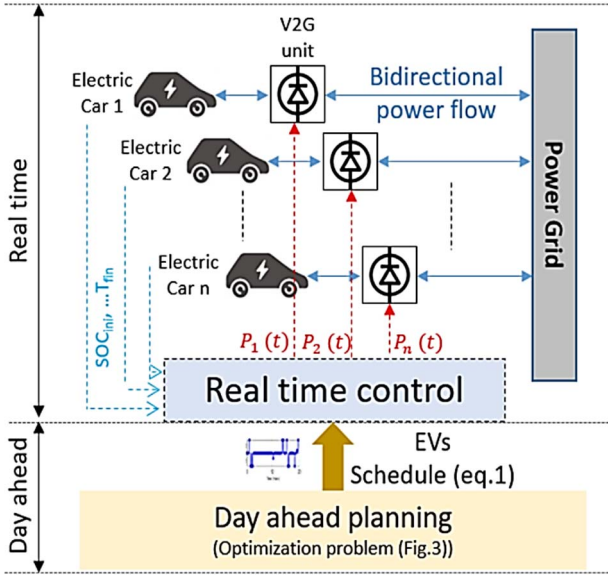 V2G
unit
Electric
Car 1
Bidirectional
power flow
Electric
Car 2
Real time
Power Grid
Electric
Car n
SOCini, ...Tfin
P1 (t)
P2 (t)
Pn (t)
Real time control
EVs
Schedule (eq.1)
Day ahead
Day ahead planning
(Optimization problem (Fig.3))